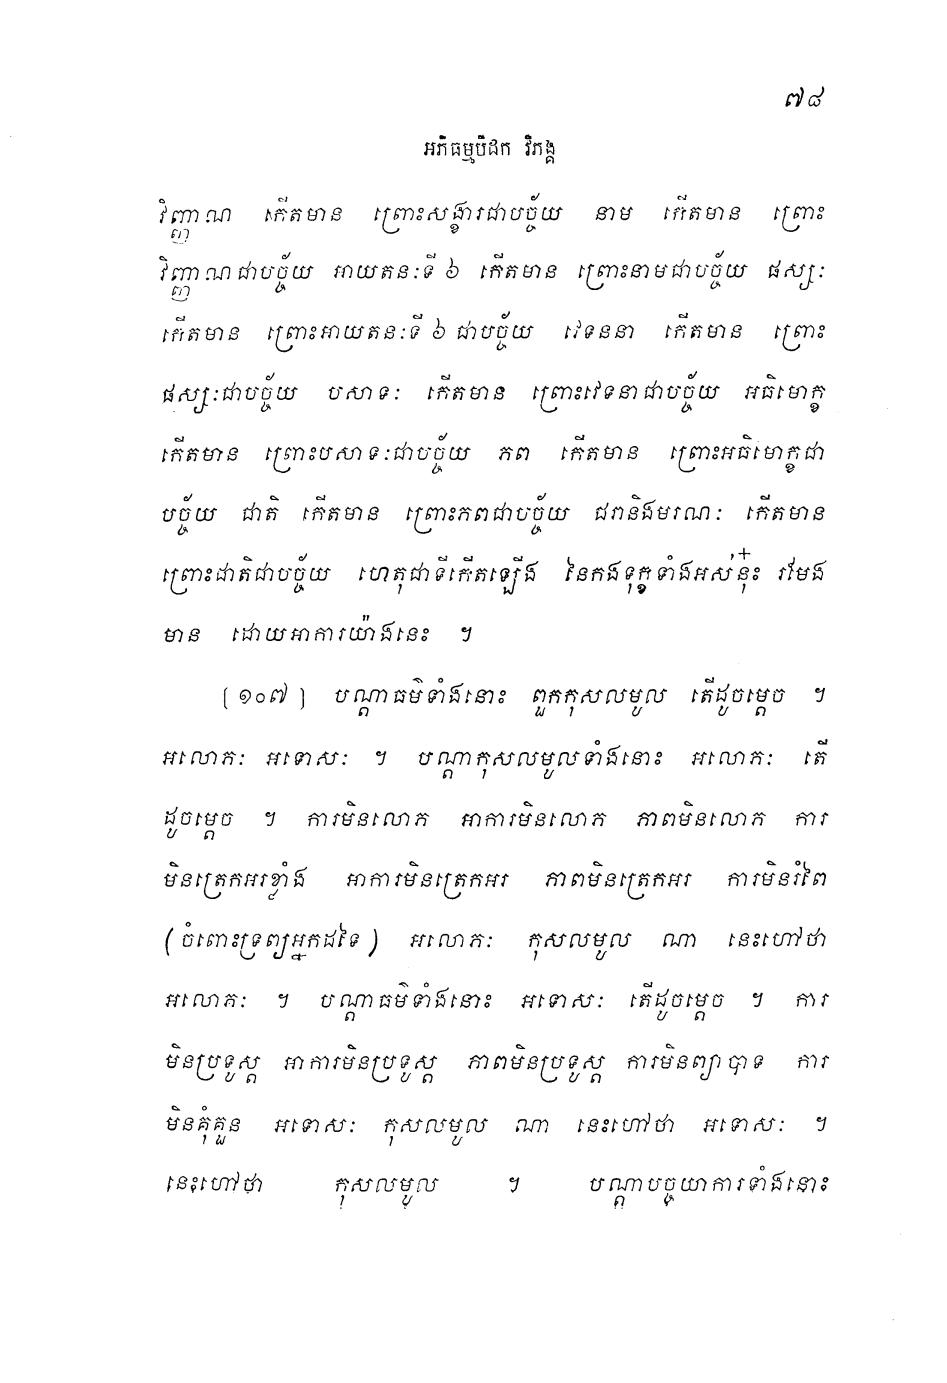 ៧៨
អភិធម្មបិដក វិភង្គ
វិញ្ញាណ កើតមាន ព្រោះសង្ខារជាបច្ច័យ នាម កើតមាន ព្រោះ
វិញ្ញាណជាបច្ច័យ អាយតនៈទី ៦ កើតមាន ព្រោះនាមជាបច្ច័យ ផស្សៈ
កើតមាន ព្រោះអាយតនៈទី ៦ ជាបច្ច័យ វេទននា កើតមាន ព្រោះ
ផស្សៈជាបច្ច័យ បសាទៈ កើតមាន ព្រោះវេទនាជាបច្ច័យ អធិមោក្ខ
កើតមាន ព្រោះបសាទៈជាបច្ច័យ ភព កើតមាន ព្រោះអធិមោក្ខជា
បច្ច័យ ជាតិ កើតមាន ព្រោះភពជាបច្ច័យ ជរានិងមរណៈ កើតមាន
ព្រោះជាតិជាបច្ច័យ ហេតុជាទីកើតឡើង នៃកងទុក្ខទាំងអស់នុ៎ះ រមែង
មាន ដោយអាការយ៉ាងនេះ ។
[១០៧] បណ្ដាធម៌ទាំងនោះ ពួកកុសលមូល តើដូចម្ដេច ។
អលោភៈ អទោសៈ ។ បណ្ដាកុសលមូលទាំងនោះ អលោភៈ តើ
ដូចម្ដេច ។ ការមិនលោភ អាការមិនលោភ ភាពមិនលោភ ការ
មិនត្រេកអរខ្លាំង អាការមិនត្រេកអរ ភាពមិនត្រេកអរ ការមិនរំពៃ
(ចំពោះទ្រព្យអ្នកដទៃ) អលោភៈ កុសលមូល ណា នេះហៅថា
អលោភៈ ។ បណ្ដាធម៌ទាំងនោះ អទោសៈ តើដូចម្ដេច ។ ការ
មិនប្រទូស្ដ អាការមិនប្រទូស្ដ ភាពមិនប្រទូស្ដ ការមិនព្យាបាទ ការ
មិនគុំគួន អទោសៈ កុសលមូល ណា នេះហៅថា អទោសៈ ។
នេះហៅថា កុសលមូល ។ បណ្ដាបច្ចយាការទាំងនោះ